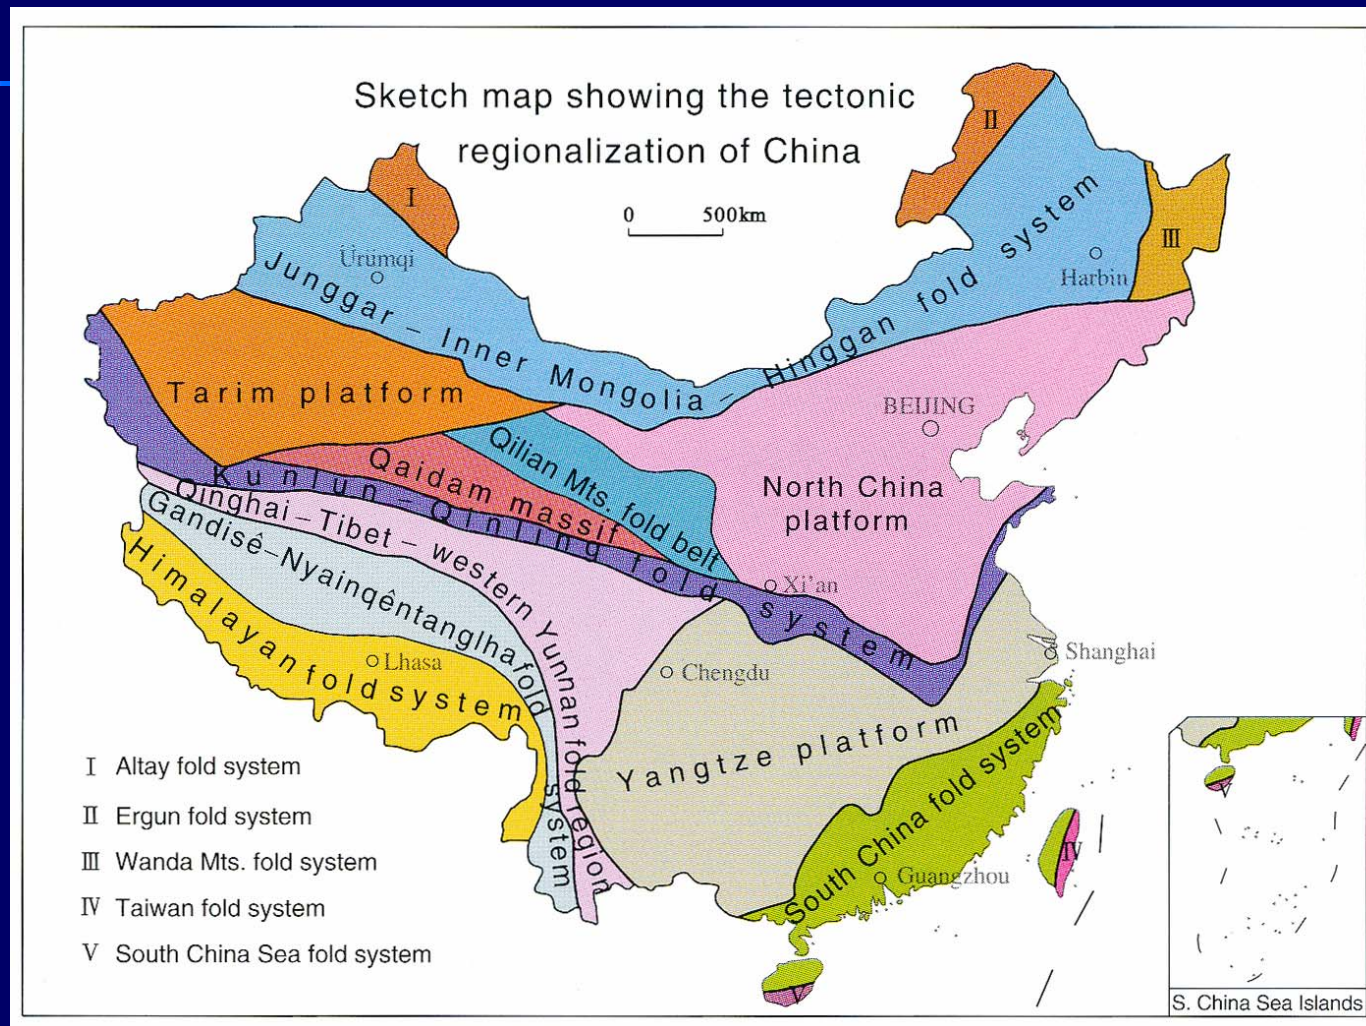 Sketch map showing the tectonic
regionalization of China
0 500km
I
II
III
Urumqi
Harbin
Junggar – Inner Mongolia – Hinggan fold system
Tarim platform
BEIJING
Qilian Mts. fold belt
Qaidam massif
North China
platform
Kunlun – Qinling fold system
Xi'an
Qinghai – Tibet – western Yunnan fold region
Gandisê–Nyainqêntanglha fold system
Himalayan fold system
Lhasa
Chengdu
Shanghai
Yangtze platform
South China fold system
Guangzhou
IV
V
I Altay fold system
II Ergun fold system
III Wanda Mts. fold system
IV Taiwan fold system
V South China Sea fold system
V
S. China Sea Islands